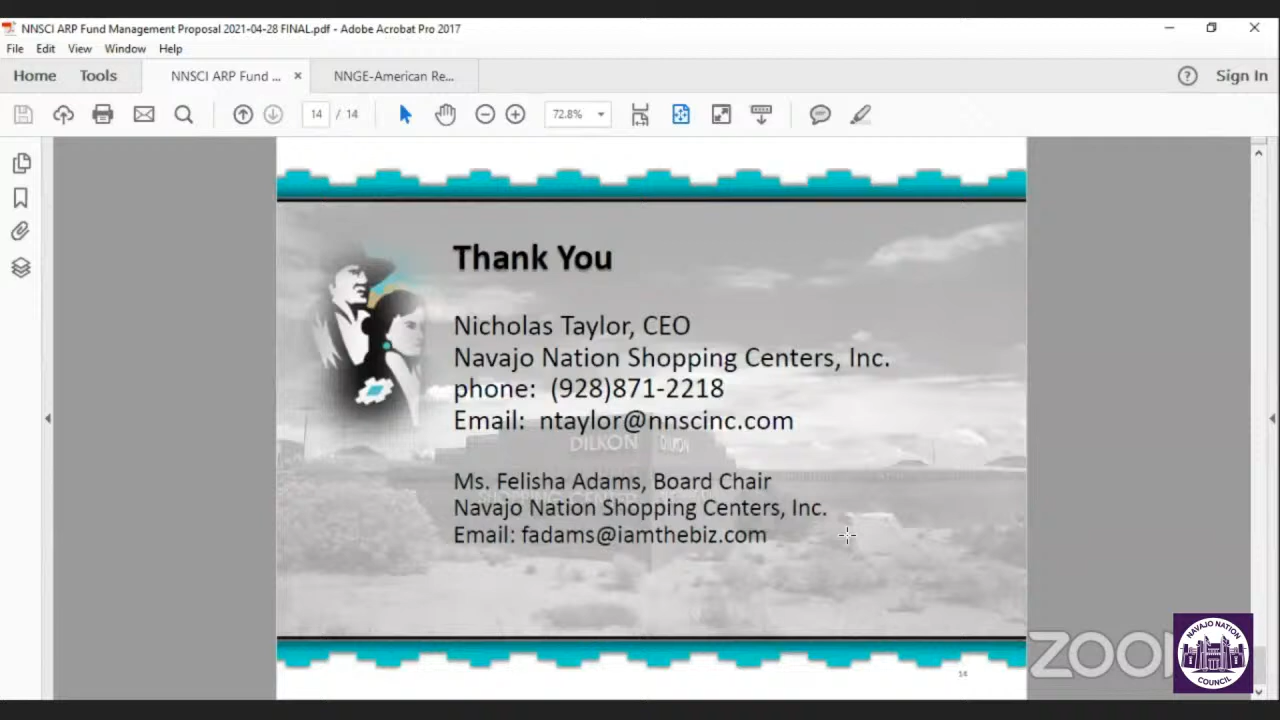 NNSCI ARP Fund Management Proposal 2021-04-28 FINAL.pdf - Adobe Acrobat Pro 2017
File Edit View Window Help
Home Tools NNSCI ARP Fund ... × NNGE-American Re... ? Sign In
14 / 14 72.8%
Thank You
Nicholas Taylor, CEO
Navajo Nation Shopping Centers, Inc.
phone: (928)871-2218
Email: ntaylor@nnscinc.com
DILKON DILKON
SHOPPING CENTER
Ms. Felisha Adams, Board Chair
Navajo Nation Shopping Centers, Inc.
Email: fadams@iamthebiz.com
14
ZOOM
NAVAJO NATION
COUNCIL